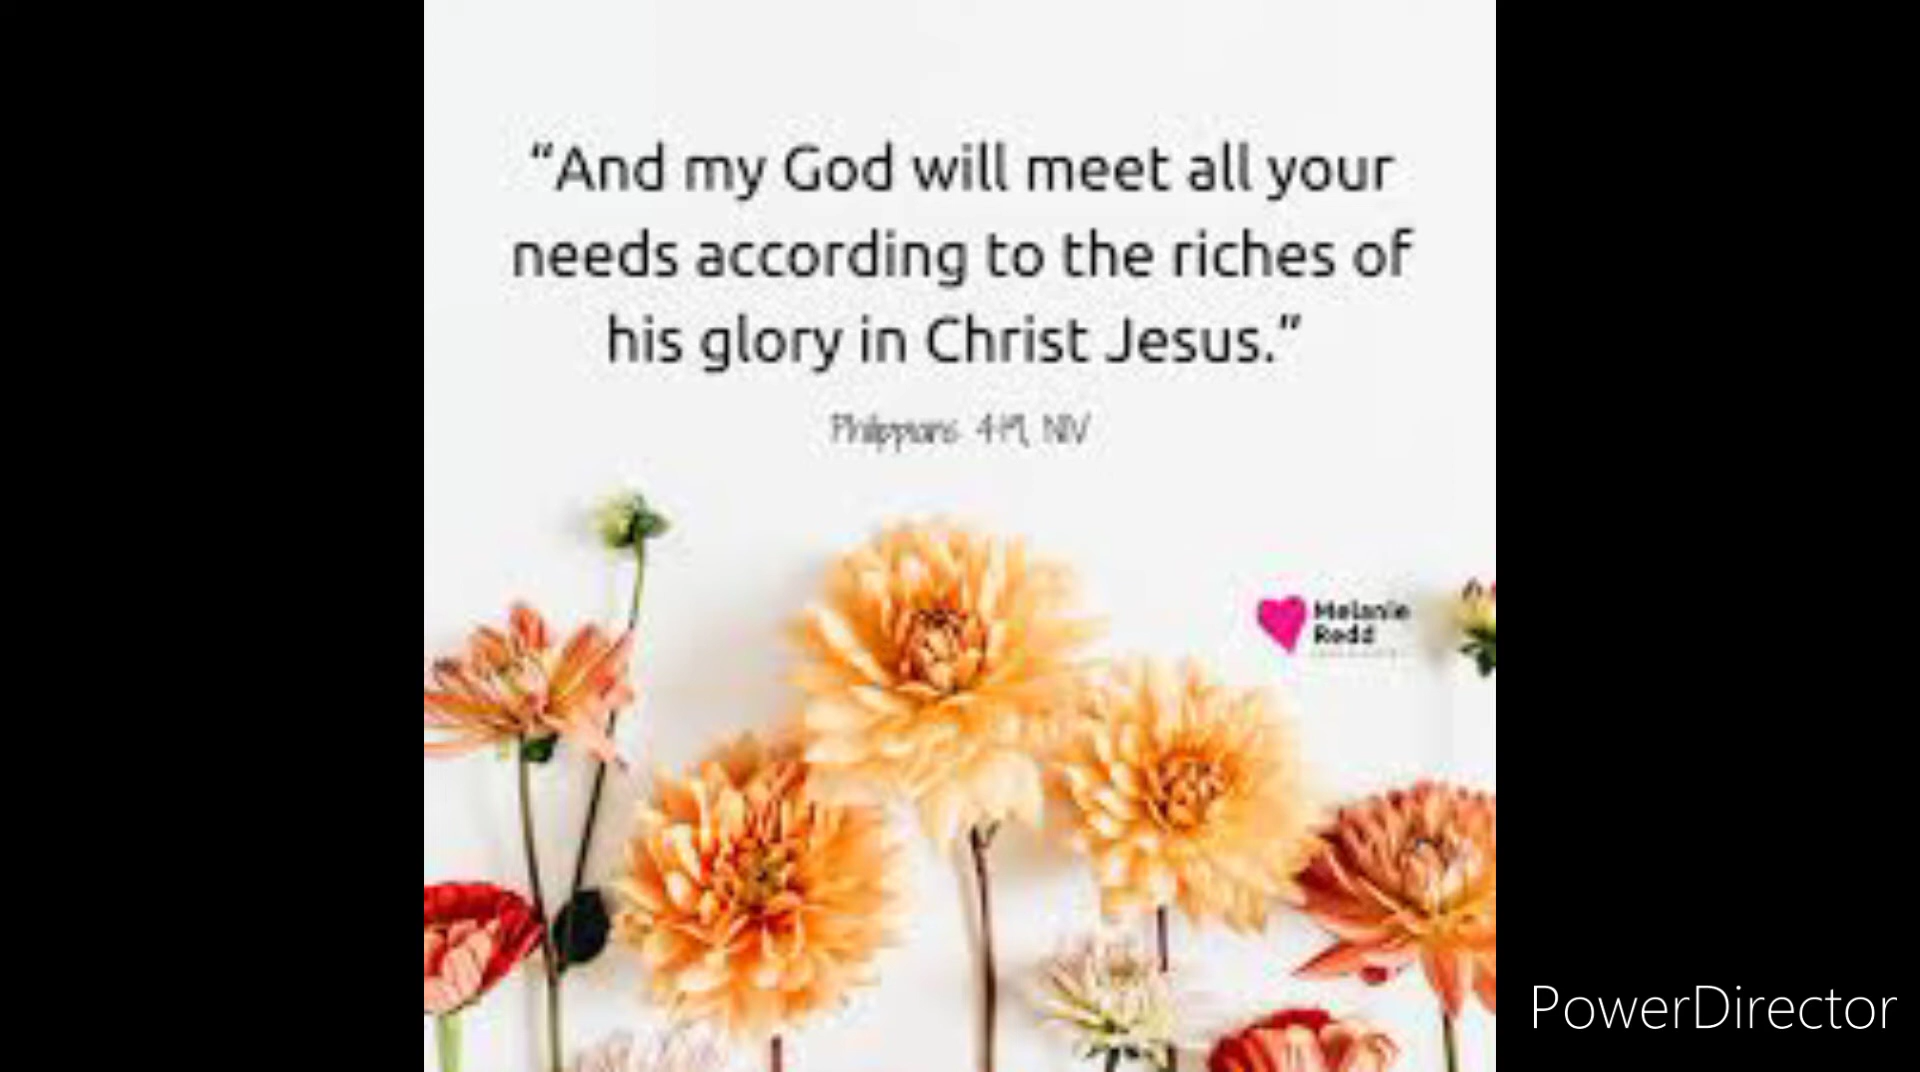 “And my God will meet all your
needs according to the riches of
his glory in Christ Jesus.”
Philippians 4:19, NIV
Melanie
Redd
PowerDirector